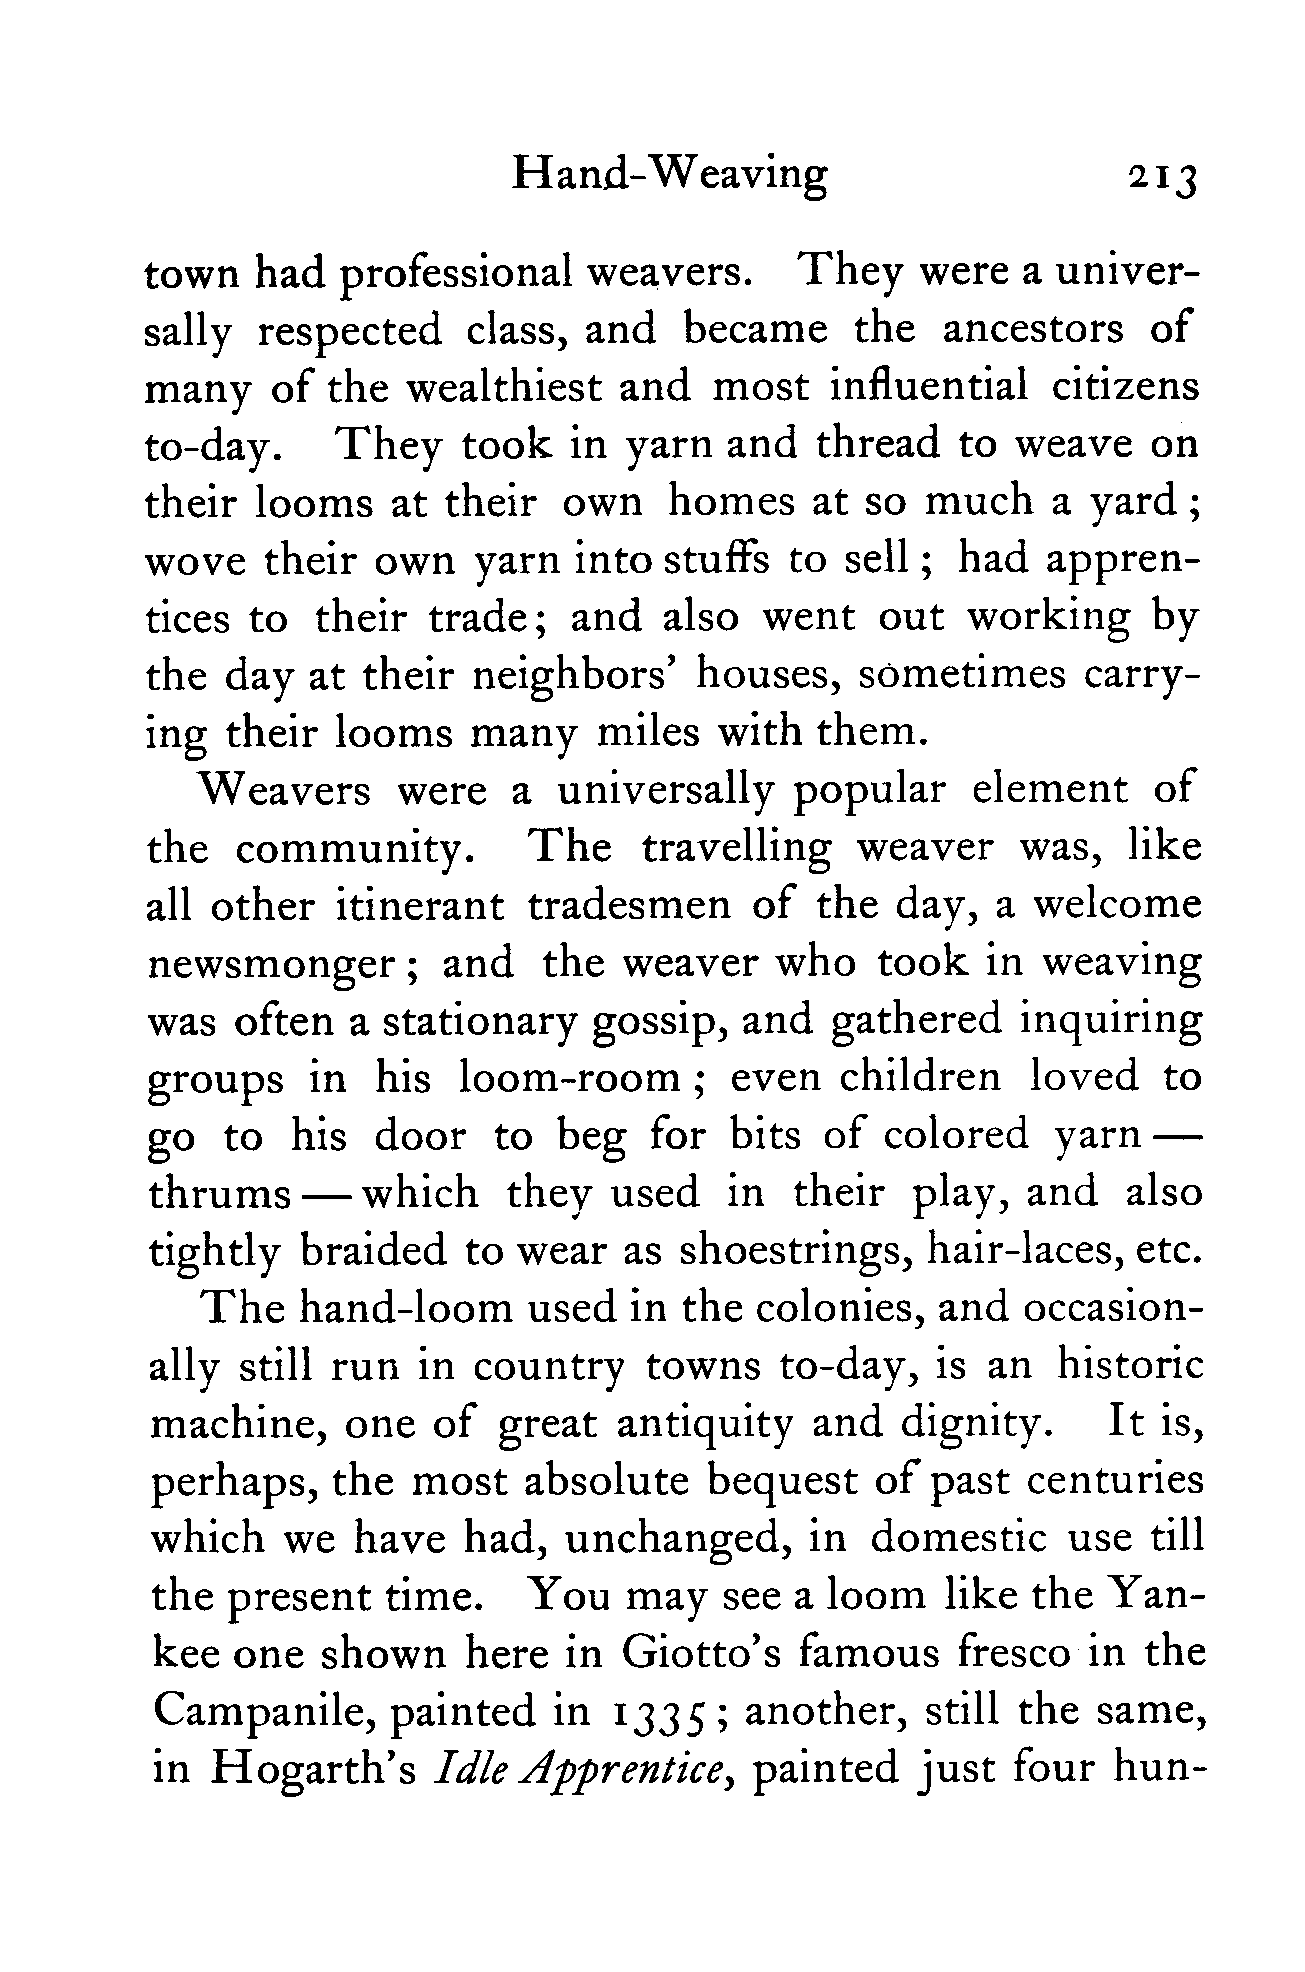 Hand-Weaving 213
town had professional weavers. They were a univer-
sally respected class, and became the ancestors of
many of the wealthiest and most influential citizens
to-day. They took in yarn and thread to weave on
their looms at their own homes at so much a yard ;
wove their own yarn into stuffs to sell ; had appren-
tices to their trade; and also went out working by
the day at their neighbors’ houses, sometimes carry-
ing their looms many miles with them.
Weavers were a universally popular element of
the community. The travelling weaver was, like
all other itinerant tradesmen of the day, a welcome
newsmonger ; and the weaver who took in weaving
was often a stationary gossip, and gathered inquiring
groups in his loom-room ; even children loved to
go to his door to beg for bits of colored yarn —
thrums — which they used in their play, and also
tightly braided to wear as shoestrings, hair-laces, etc.
The hand-loom used in the colonies, and occasion-
ally still run in country towns to-day, is an historic
machine, one of great antiquity and dignity. It is,
perhaps, the most absolute bequest of past centuries
which we have had, unchanged, in domestic use till
the present time. You may see a loom like the Yan-
kee one shown here in Giotto’s famous fresco in the
Campanile, painted in 1335 ; another, still the same,
in Hogarth’s Idle Apprentice, painted just four hun-